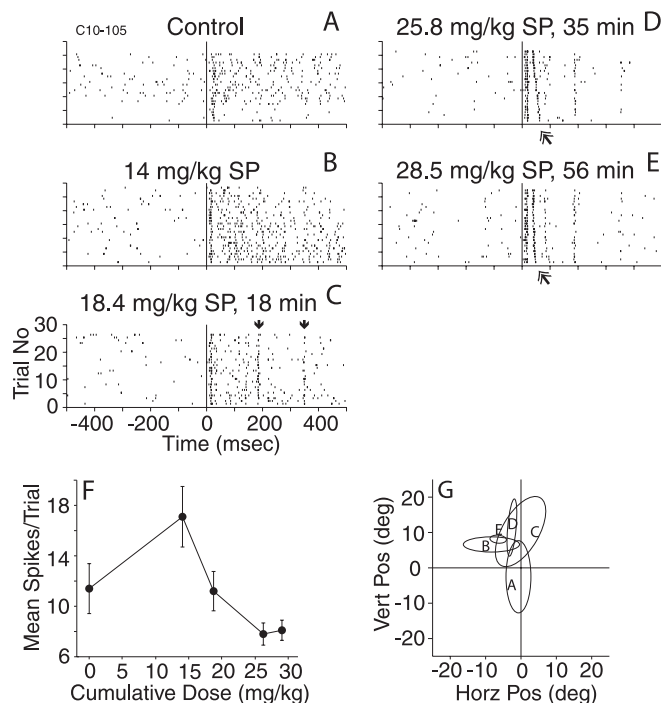 C10-105
Control
A
14 mg/kg SP
B
18.4 mg/kg SP, 18 min
C
Trial No
30
20
10
0
-400 -200 0 200 400
Time (msec)
25.8 mg/kg SP, 35 min
D
28.5 mg/kg SP, 56 min
E
F
Mean Spikes/Trial
18
14
10
6
0 5 10 15 20 25 30
Cumulative Dose (mg/kg)
G
Vert Pos (deg)
20
10
0
-10
-20
E
D
C
B
A
-20 -10 0 10 20
Horz Pos (deg)